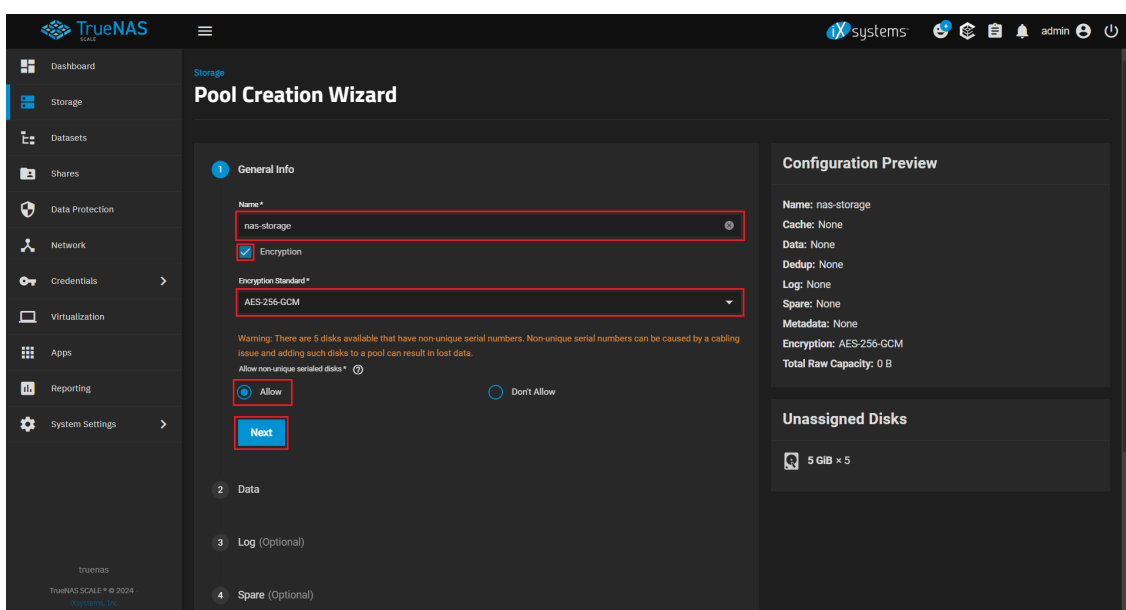 TrueNAS
SCALE
iXsystems
admin
Dashboard
Storage
Datasets
Shares
Data Protection
Network
Credentials
Virtualization
Apps
Reporting
System Settings
truenas
TrueNAS SCALE ® © 2024 -
iXsystems, Inc.
Storage
Pool Creation Wizard
1 General Info
Name *
nas-storage
Encryption
Encryption Standard *
AES-256-GCM
Warning: There are 5 disks available that have non-unique serial numbers. Non-unique serial numbers can be caused by a cabling
issue and adding such disks to a pool can result in lost data.
Allow non-unique serialed disks *
Allow
Don't Allow
Next
2 Data
3 Log (Optional)
4 Spare (Optional)
Configuration Preview
Name: nas-storage
Cache: None
Data: None
Dedup: None
Log: None
Spare: None
Metadata: None
Encryption: AES-256-GCM
Total Raw Capacity: 0 B
Unassigned Disks
5 GiB × 5